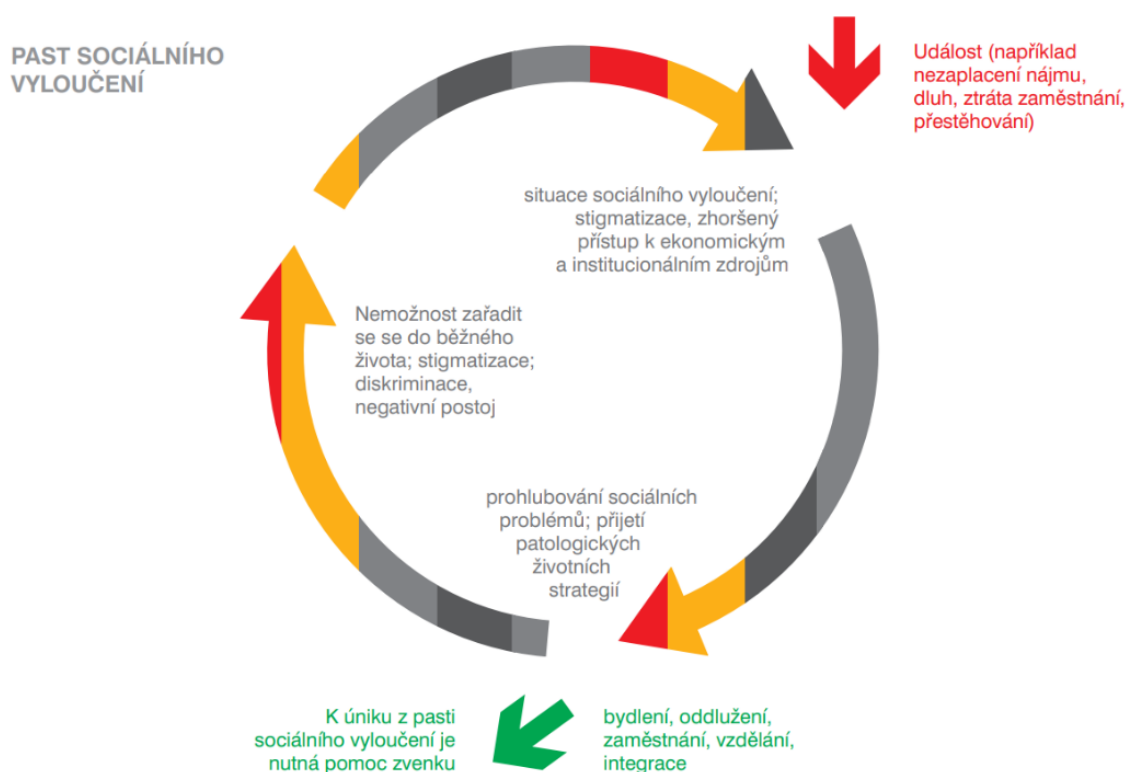 PAST SOCIÁLNÍHO
VYLOUČENÍ
Událost (například
nezaplacení nájmu,
dluh, ztráta zaměstnání,
přestěhování)
situace sociálního vyloučení;
stigmatizace, zhoršený
přístup k ekonomickým
a institucionálním zdrojům
Nemožnost zařadit
se se do běžného
života; stigmatizace;
diskriminace,
negativní postoj
prohlubování sociálních
problémů; přijetí
patologických
životních
strategií
K úniku z pasti
sociálního vyloučení je
nutná pomoc zvenku
bydlení, oddlužení,
zaměstnání, vzdělání,
integrace